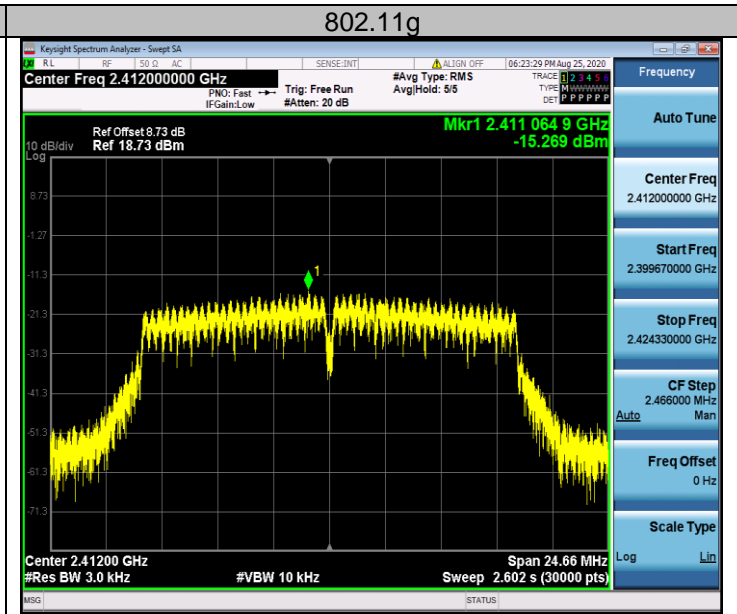 802.11g
Keysight Spectrum Analyzer - Swept SA
RL RF 50 Ω AC SENSE:INT ALIGN OFF 06:23:29 PM Aug 25, 2020
Center Freq 2.412000000 GHz
PNO: Fast
IFGain:Low
Trig: Free Run
#Atten: 20 dB
#Avg Type: RMS
Avg|Hold: 5/5
TRACE 1 2 3 4 5 6
TYPE M W W W W W
DET P P P P P P
Ref Offset 8.73 dB
10 dB/div Ref 18.73 dBm
Log
Mkr1 2.411 064 9 GHz
-15.269 dBm
8.73
-1.27
-11.3
-21.3
-31.3
-41.3
-51.3
-61.3
-71.3
1
Center 2.41200 GHz Span 24.66 MHz
#Res BW 3.0 kHz #VBW 10 kHz Sweep 2.602 s (30000 pts)
MSG STATUS
Frequency
Auto Tune
Center Freq
2.412000000 GHz
Start Freq
2.399670000 GHz
Stop Freq
2.424330000 GHz
CF Step
2.466000 MHz
Auto Man
Freq Offset
0 Hz
Scale Type
Log Lin